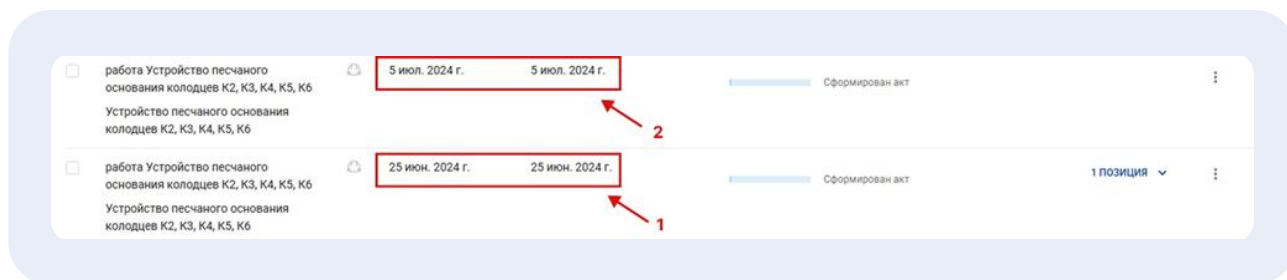 работа Устройство песчаного
основания колодцев К2, К3, К4, К5, К6
5 июл. 2024 г.
5 июл. 2024 г.
Сформирован акт
Устройство песчаного основания
колодцев К2, К3, К4, К5, К6
2
работа Устройство песчаного
основания колодцев К2, К3, К4, К5, К6
25 июн. 2024 г.
25 июн. 2024 г.
Сформирован акт
1 ПОЗИЦИЯ
Устройство песчаного основания
колодцев К2, К3, К4, К5, К6
1